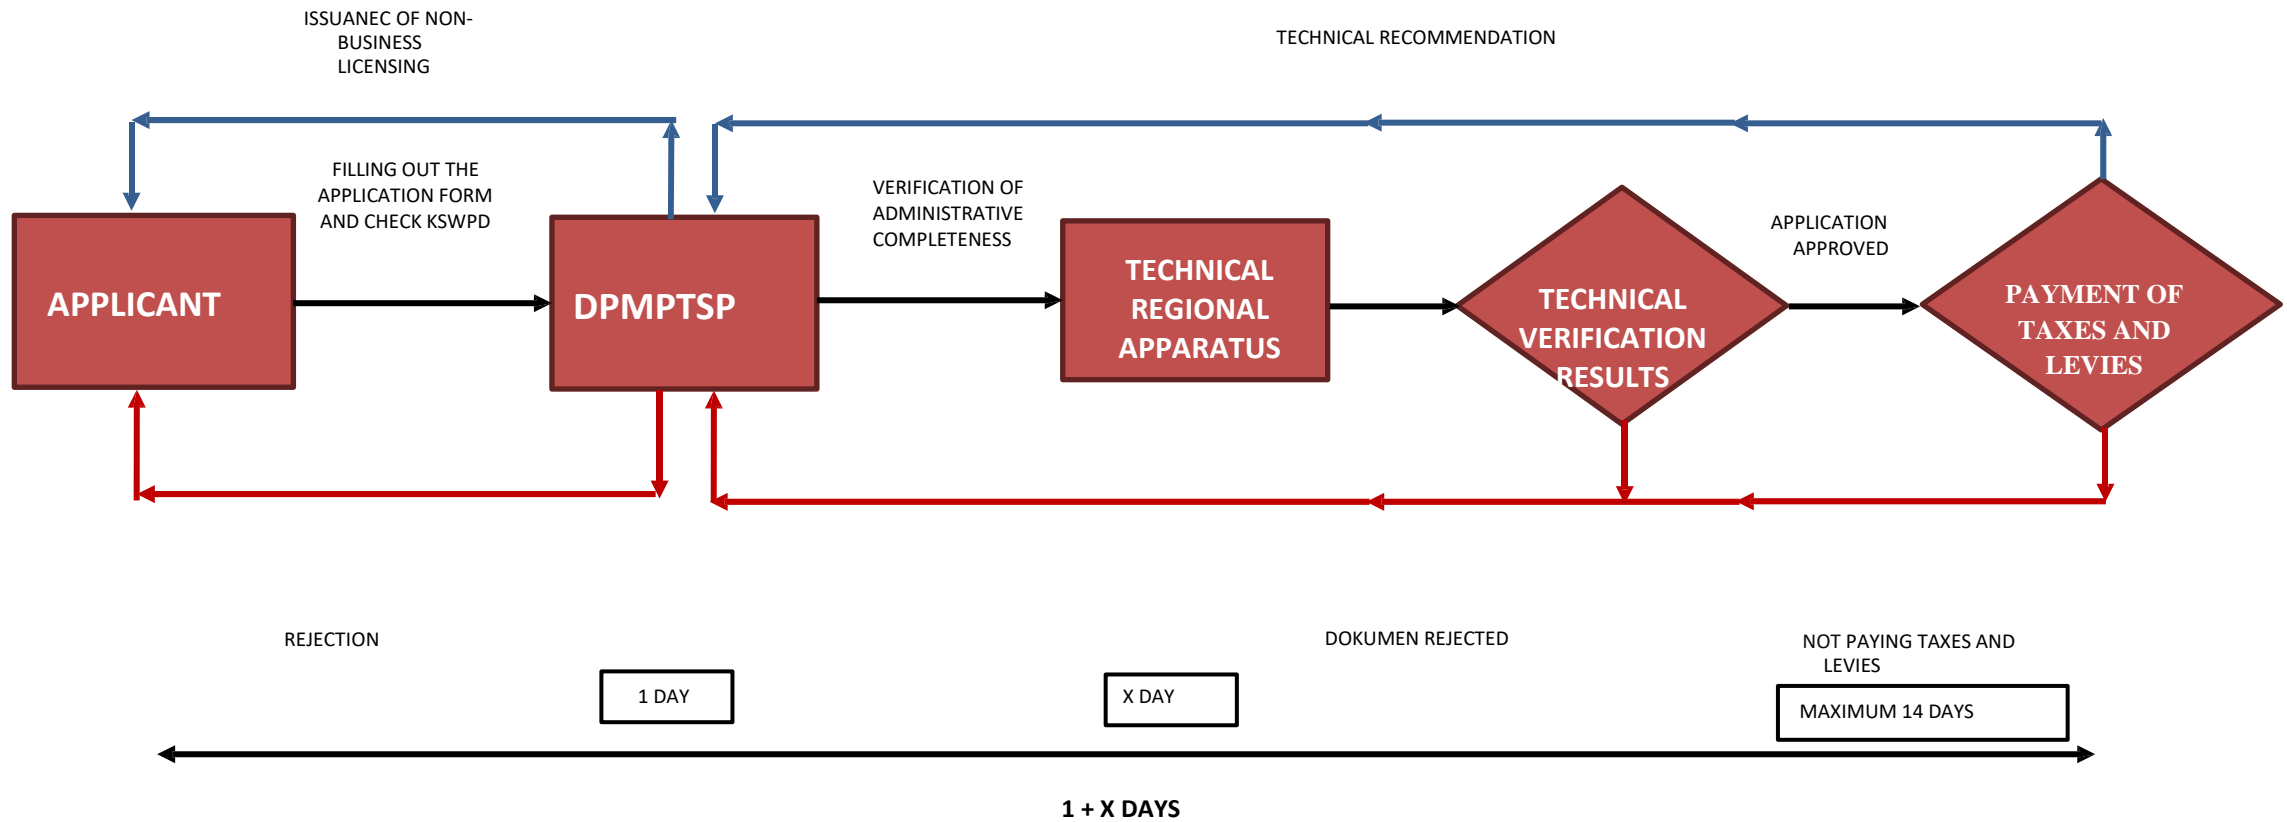 ISSUANEC OF NON-
BUSINESS
LICENSING
TECHNICAL RECOMMENDATION
FILLING OUT THE
APPLICATION FORM
AND CHECK KSWPD
VERIFICATION OF
ADMINISTRATIVE
COMPLETENESS
APPLICATION
APPROVED
APPLICANT
DPMPTSP
TECHNICAL
REGIONAL
APPARATUS
TECHNICAL
VERIFICATION
RESULTS
PAYMENT OF
TAXES AND
LEVIES
REJECTION
DOKUMEN REJECTED
NOT PAYING TAXES AND
LEVIES
1 DAY
X DAY
MAXIMUM 14 DAYS
1 + X DAYS